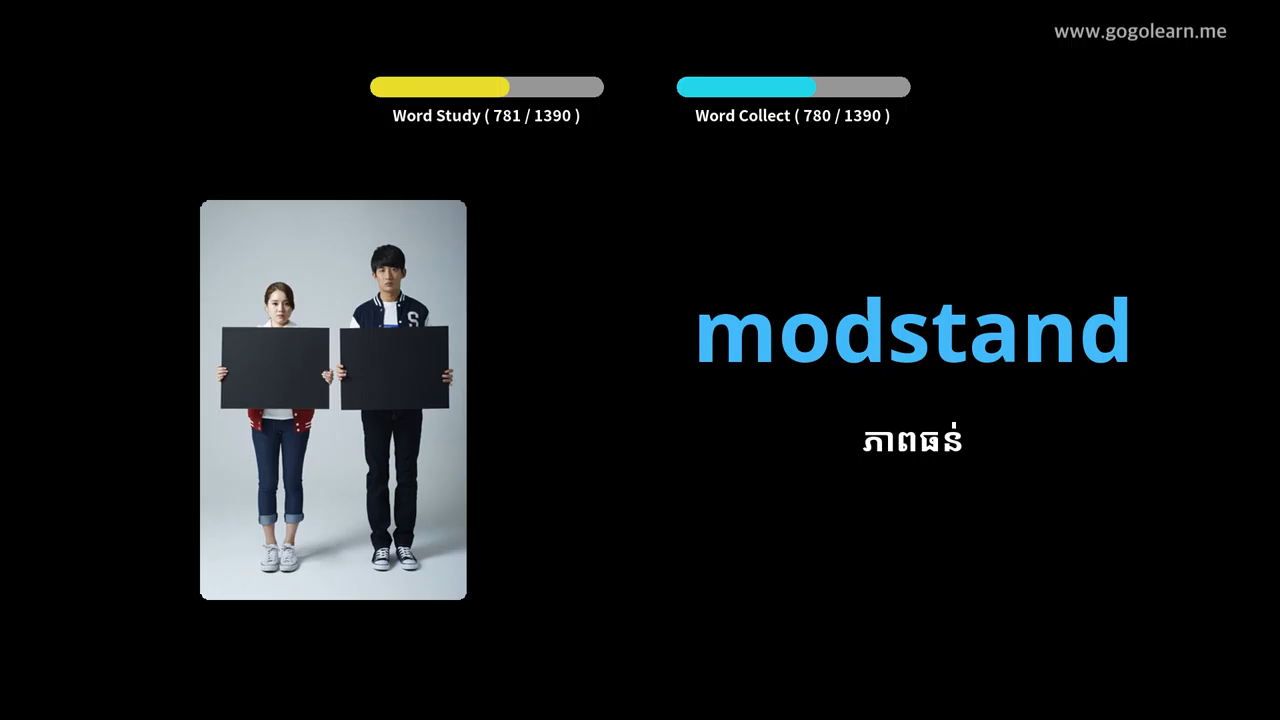 www.gogolearn.me
Word Study ( 781 / 1390 )
Word Collect ( 780 / 1390 )
S
modstand
ភាពធន់